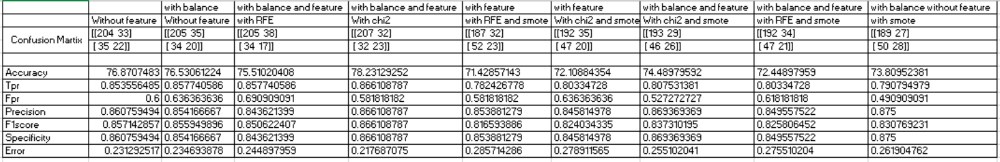 with balance with balance and feature with balance and feature with feature with feature with balance and feature with balance and feature with balance without feature
Without feature Without feature with RFE With chi2 with RFE and smote With chi2 and smote With chi2 and smote with RFE and smote with smote
Confusion Martix [[204 33] [[205 35] [[205 38] [[207 32] [[187 32] [[192 35] [[193 29] [[192 34] [[189 27]
[ 35 22]] [ 34 20]] [ 34 17]] [ 32 23]] [ 52 23]] [ 47 20]] [ 46 26]] [ 47 21]] [ 50 28]]
Accuracy 76.8707483 76.53061224 75.51020408 78.23129252 71.42857143 72.10884354 74.48979592 72.44897959 73.80952381
Tpr 0.853556485 0.857740586 0.857740586 0.866108787 0.782426778 0.80334728 0.807531381 0.80334728 0.790794979
Fpr 0.6 0.636363636 0.690909091 0.581818182 0.581818182 0.636363636 0.527272727 0.618181818 0.490909091
Precision 0.860759494 0.854166667 0.843621399 0.866108787 0.853881279 0.845814978 0.869369369 0.849557522 0.875
F1score 0.857142857 0.855949896 0.850622407 0.866108787 0.816593886 0.824034335 0.837310195 0.825806452 0.830769231
Specificity 0.860759494 0.854166667 0.843621399 0.866108787 0.853881279 0.845814978 0.869369369 0.849557522 0.875
Error 0.231292517 0.234693878 0.244897959 0.217687075 0.285714286 0.278911565 0.255102041 0.275510204 0.261904762